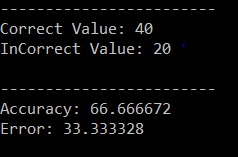 ------------------------
Correct Value: 40
InCorrect Value: 20
------------------------
Accuracy: 66.666672
Error: 33.333328